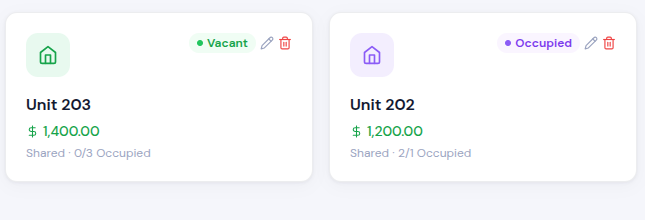 Vacant
Unit 203
$ 1,400.00
Shared · 0/3 Occupied
Occupied
Unit 202
$ 1,200.00
Shared · 2/1 Occupied